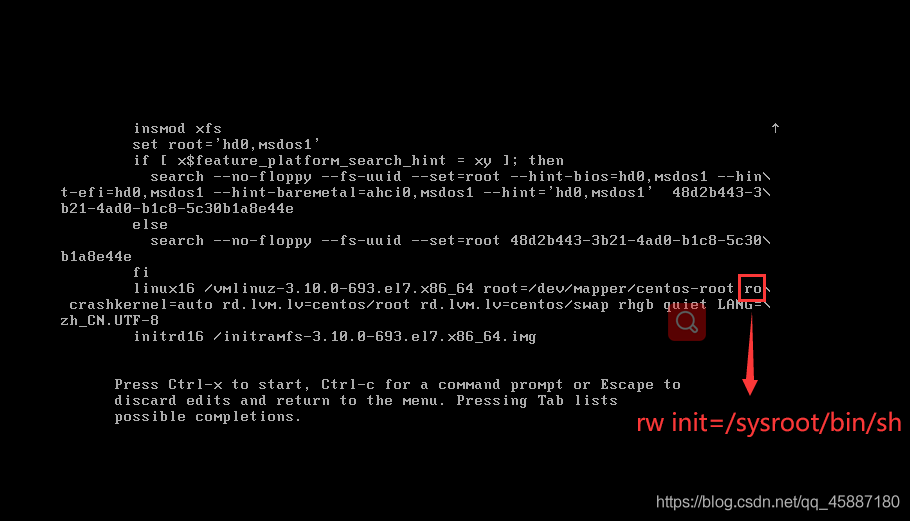 insmod xfs ↑
set root='hd0,msdos1'
if [ x$feature_platform_search_hint = xy ]; then
search --no-floppy --fs-uuid --set=root --hint-bios=hd0,msdos1 --hin\
t-efi=hd0,msdos1 --hint-baremetal=ahci0,msdos1 --hint='hd0,msdos1'  48d2b443-3\
b21-4ad0-b1c8-5c30b1a8e44e
else
search --no-floppy --fs-uuid --set=root 48d2b443-3b21-4ad0-b1c8-5c30\
b1a8e44e
fi
linux16 /vmlinuz-3.10.0-693.el7.x86_64 root=/dev/mapper/centos-root ro\
crashkernel=auto rd.lvm.lv=centos/root rd.lvm.lv=centos/swap rhgb quiet LANG=\
zh_CN.UTF-8
initrd16 /initramfs-3.10.0-693.el7.x86_64.img
Press Ctrl-x to start, Ctrl-c for a command prompt or Escape to
discard edits and return to the menu. Pressing Tab lists
possible completions.
rw init=/sysroot/bin/sh
https://blog.csdn.net/qq_45887180